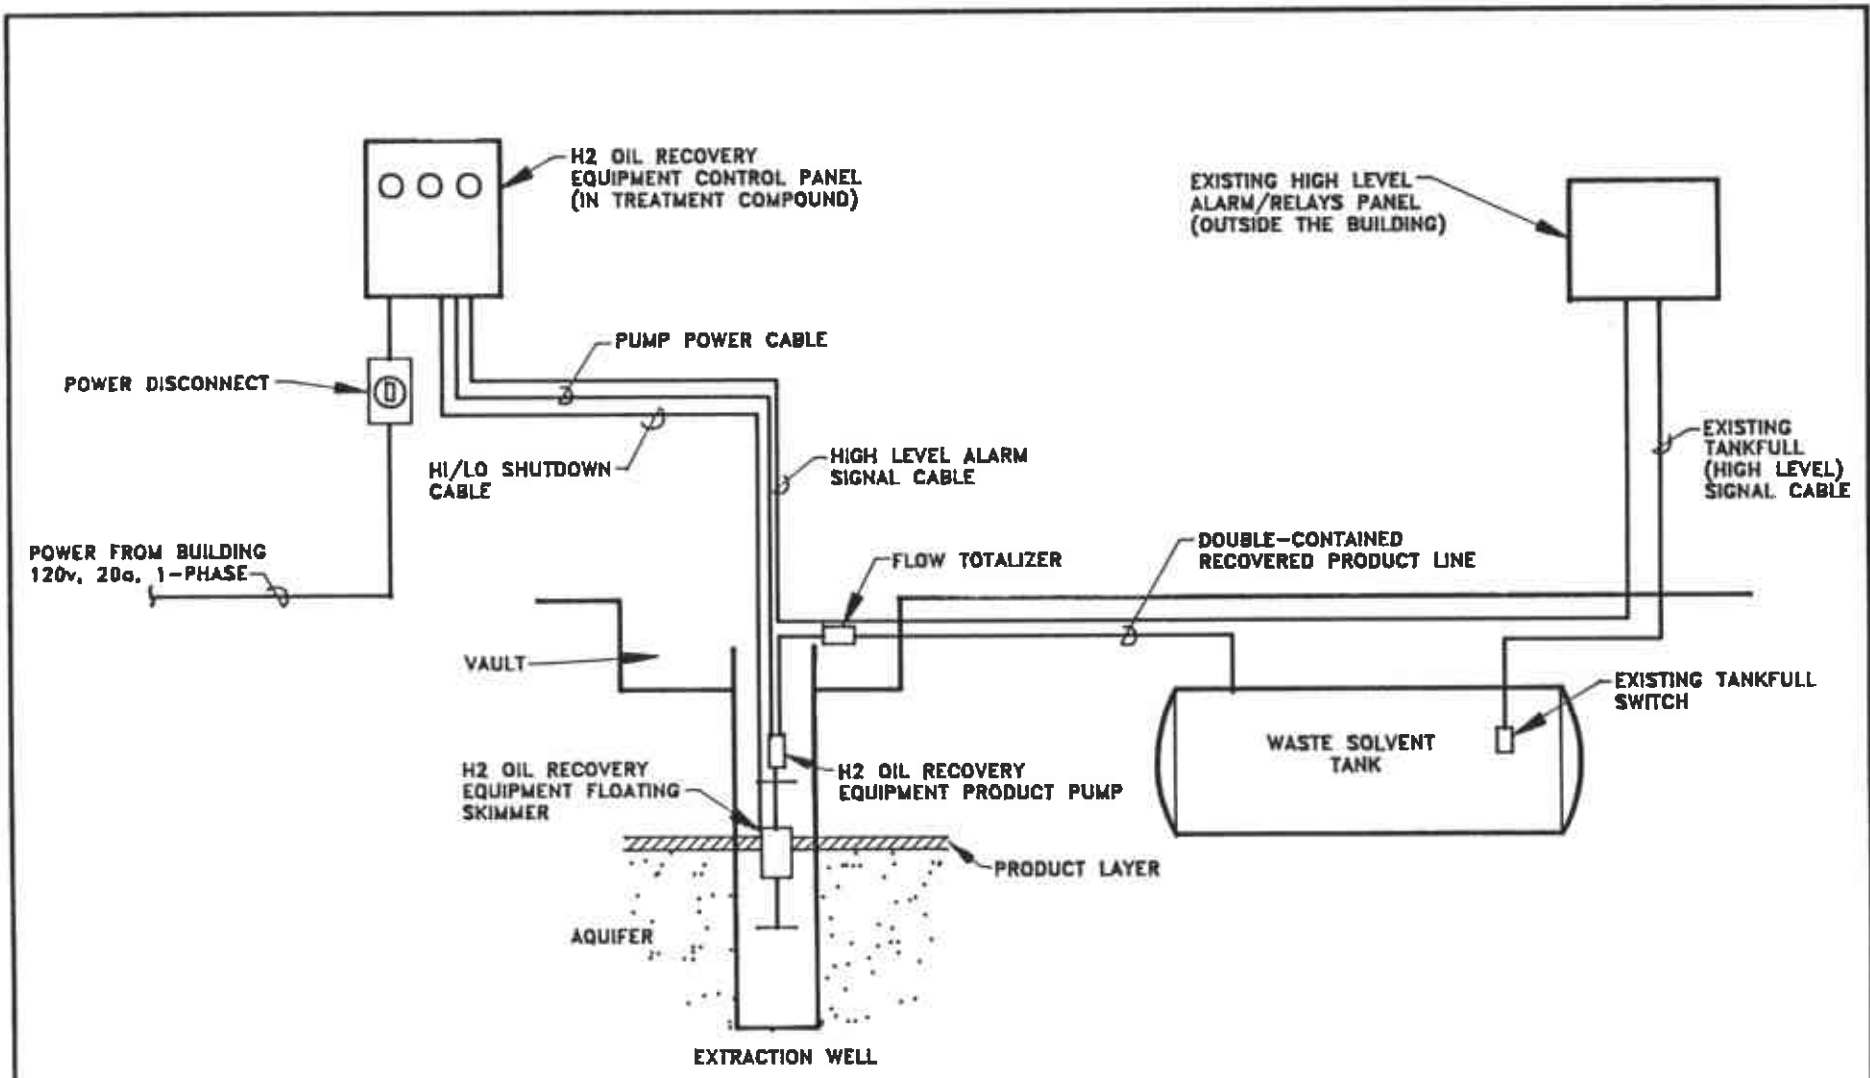 H2 OIL RECOVERY
EQUIPMENT CONTROL PANEL
(IN TREATMENT COMPOUND)
EXISTING HIGH LEVEL
ALARM/RELAYS PANEL
(OUTSIDE THE BUILDING)
PUMP POWER CABLE
POWER DISCONNECT
HI/LO SHUTDOWN
CABLE
HIGH LEVEL ALARM
SIGNAL CABLE
EXISTING
TANKFULL
(HIGH LEVEL)
SIGNAL CABLE
POWER FROM BUILDING
120v, 20a, 1-PHASE
FLOW TOTALIZER
DOUBLE-CONTAINED
RECOVERED PRODUCT LINE
VAULT
EXISTING TANKFULL
SWITCH
WASTE SOLVENT
TANK
H2 OIL RECOVERY
EQUIPMENT FLOATING
SKIMMER
H2 OIL RECOVERY
EQUIPMENT PRODUCT PUMP
PRODUCT LAYER
AQUIFER
EXTRACTION WELL